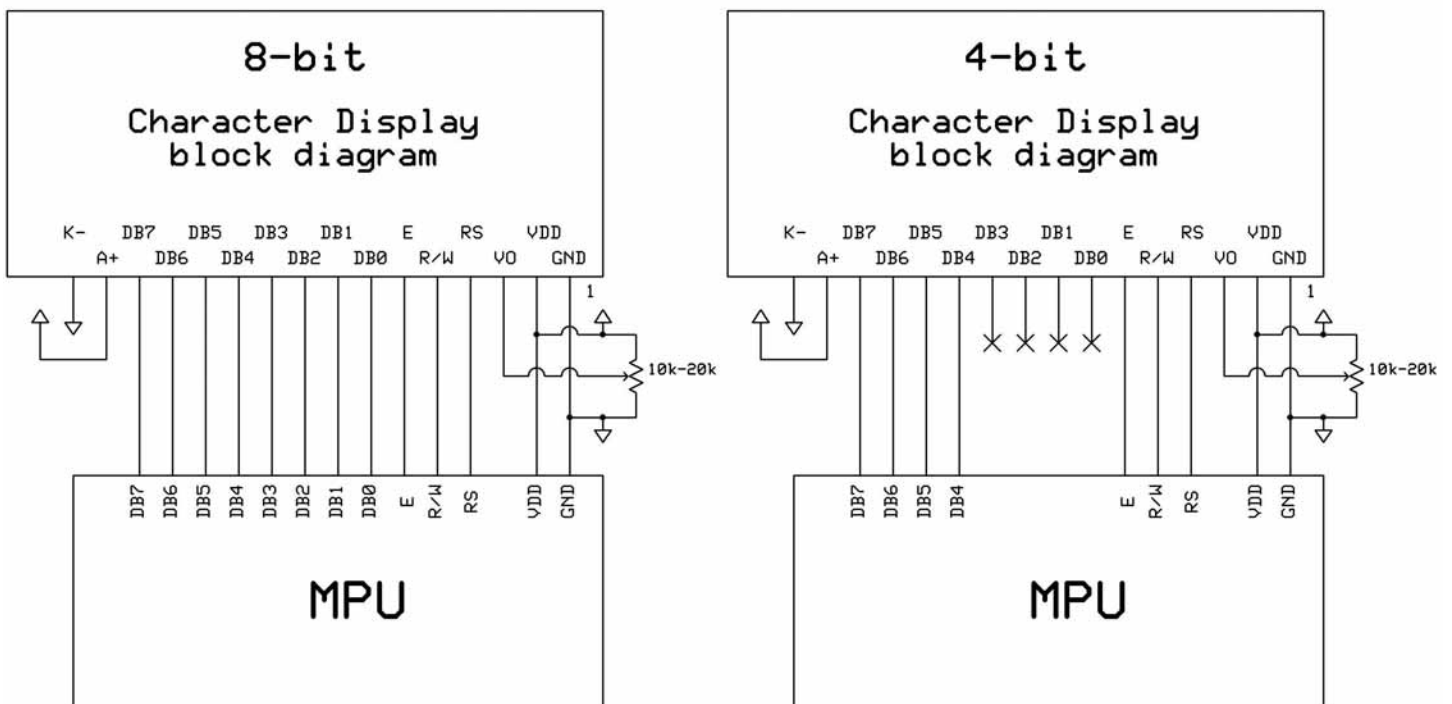 8-bit
Character Display
block diagram
K- DB7 DB5 DB3 DB1 E RS VDD
A+ DB6 DB4 DB2 DB0 R/W VO GND
1
10k-20k
DB7 DB6 DB5 DB4 DB3 DB2 DB1 DB0 E R/W RS VDD GND
MPU
4-bit
Character Display
block diagram
K- DB7 DB5 DB3 DB1 E RS VDD
A+ DB6 DB4 DB2 DB0 R/W VO GND
1
10k-20k
DB7 DB6 DB5 DB4 E R/W RS VDD GND
MPU